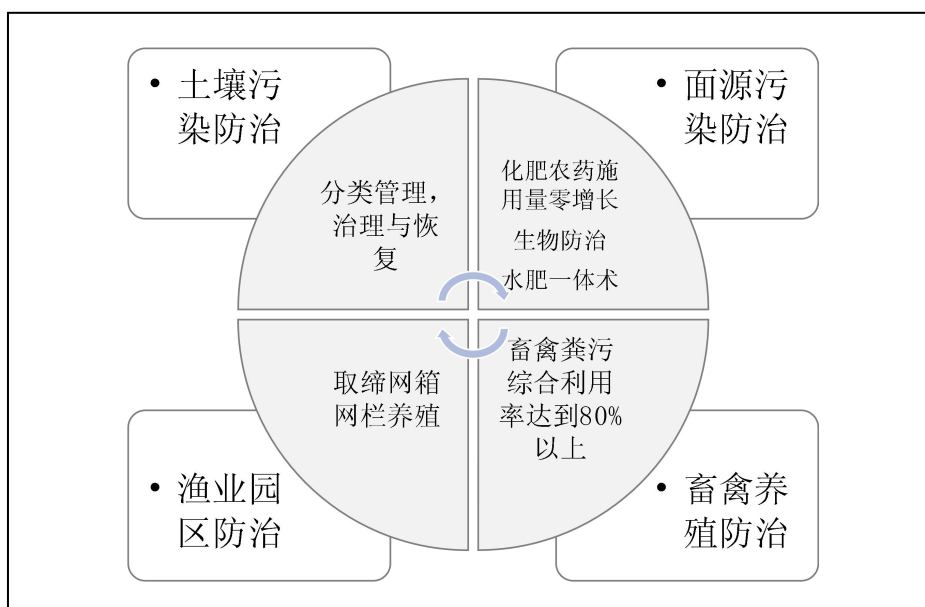 • 土壤污
染防治
• 面源污
染防治
分类管理，
治理与恢
复
化肥农药施
用量零增长
生物防治
水肥一体术
取缔网箱
网栏养殖
畜禽粪污
综合利用
率达到80%
以上
• 渔业园
区防治
• 畜禽养
殖防治